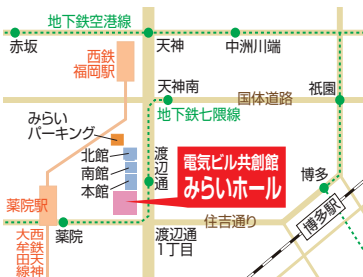 地下鉄空港線
赤坂
天神
中洲川端
西鉄
福岡駅
天神南
国体道路
祇園
地下鉄七隈線
みらい
パーキング
北館
南館
本館
渡辺通
電気ビル共創館
みらいホール
博多
薬院駅
薬院
住吉通り
博多駅
渡辺通
1丁目
西鉄天神
大牟田線